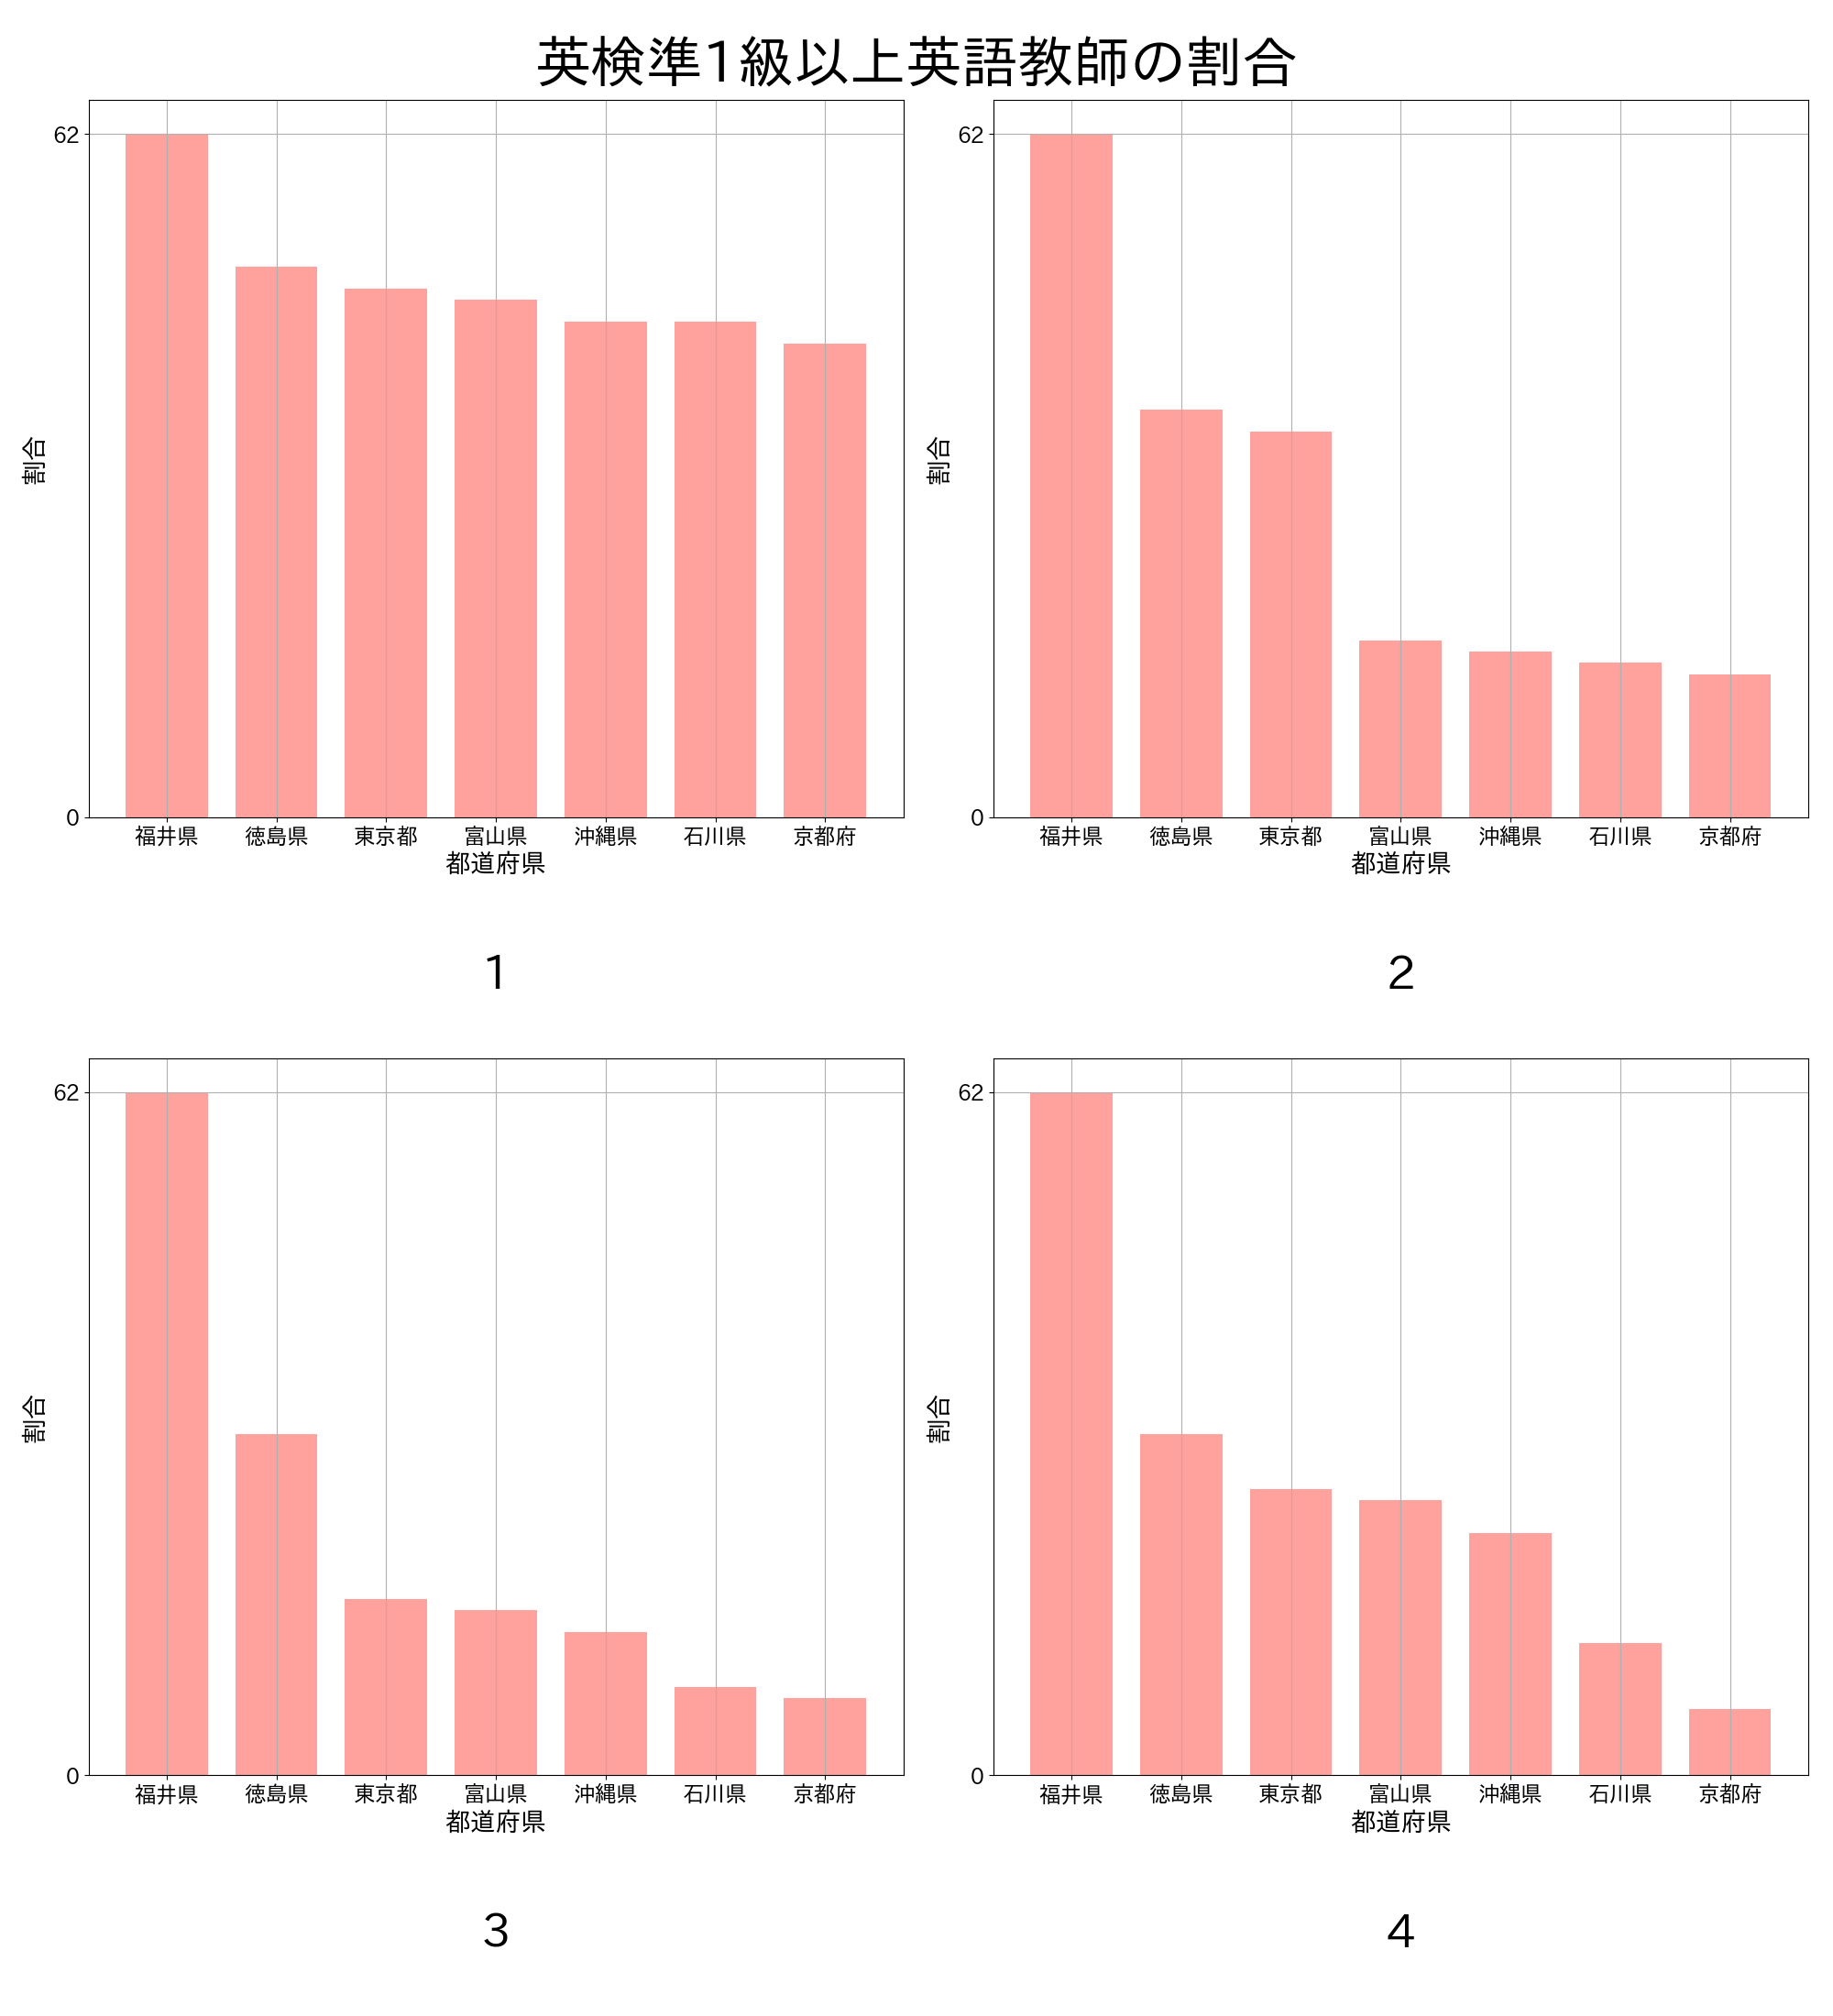 英検準1級以上英語教師の割合
62
0
割合
福井県 徳島県 東京都 富山県 沖縄県 石川県 京都府
都道府県
1
62
0
割合
福井県 徳島県 東京都 富山県 沖縄県 石川県 京都府
都道府県
2
62
0
割合
福井県 徳島県 東京都 富山県 沖縄県 石川県 京都府
都道府県
3
62
0
割合
福井県 徳島県 東京都 富山県 沖縄県 石川県 京都府
都道府県
4